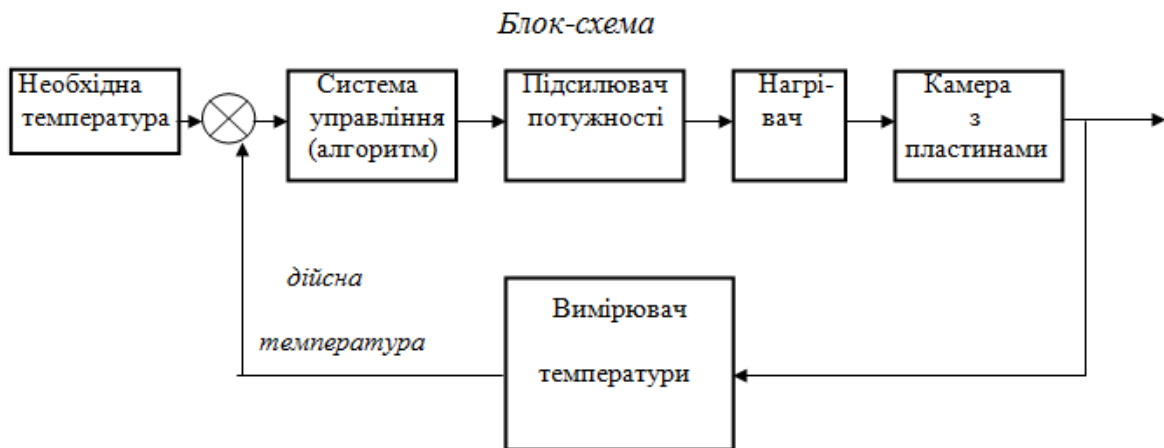 Блок-схема
Необхідна
температура
Система
управління
(алгоритм)
Підсилювач
потужності
Нагрі-
вач
Камера
з
пластинами
дійсна
температура
Вимірювач
температури